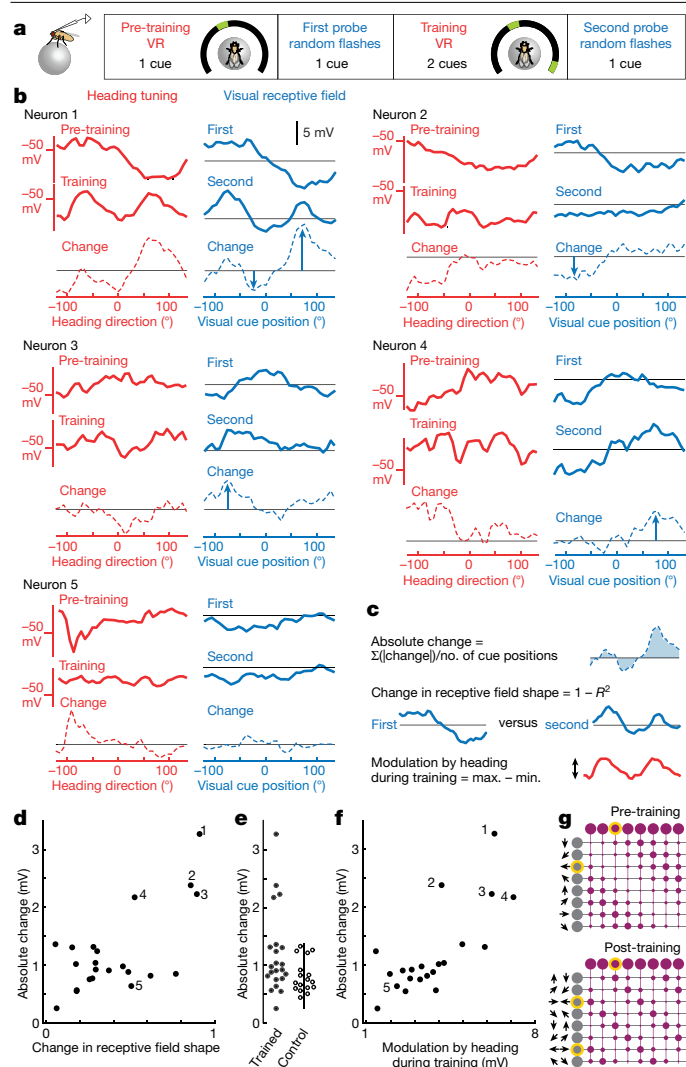 a
Pre-training VR 1 cue
First probe random flashes 1 cue
Training VR 2 cues
Second probe random flashes 1 cue
b
Heading tuning
Visual receptive field
Neuron 1
Pre-training
−50 mV
Training
−50 mV
Change
−100 0 100
Heading direction (°)
First
5 mV
Second
Change
−100 0 100
Visual cue position (°)
Neuron 2
−50 mV
Pre-training
Training
−50 mV
Change
−100 0 100
Heading direction (°)
First
Second
Change
−100 0 100
Visual cue position (°)
Neuron 3
Pre-training
−50 mV
Training
−50 mV
Change
−100 0 100
Heading direction (°)
First
Second
Change
−100 0 100
Visual cue position (°)
Neuron 4
Pre-training
−50 mV
Training
−50 mV
Change
−100 0 100
Heading direction (°)
First
Second
Change
−100 0 100
Visual cue position (°)
Neuron 5
Pre-training
−50 mV
Training
−50 mV
Change
−100 0 100
Heading direction (°)
First
Second
Change
−100 0 100
Visual cue position (°)
c
Absolute change =
Σ(|change|)/no. of cue positions
Change in receptive field shape = 1 − R²
First versus second
Modulation by heading
during training = max. − min.
d
Absolute change (mV)
3
2
1
0
1
2
3
4
5
0 1
Change in receptive field shape
e
Absolute change (mV)
3
2
1
0
Trained
Control
f
Absolute change (mV)
3
2
1
0
1
2
3
4
5
1 8
Modulation by heading
during training (mV)
g
Pre-training
Post-training